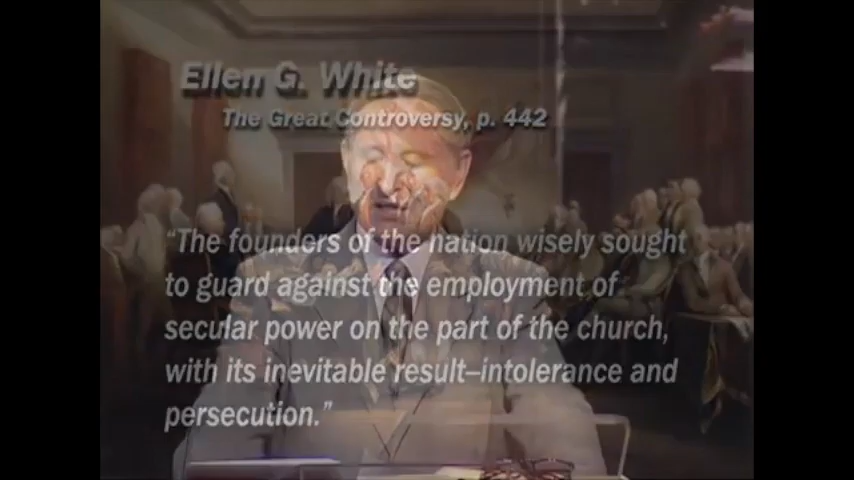 Ellen G. White
The Great Controversy, p. 442
“The founders of the nation wisely sought
to guard against the employment of
secular power on the part of the church,
with its inevitable result–intolerance and
persecution.”